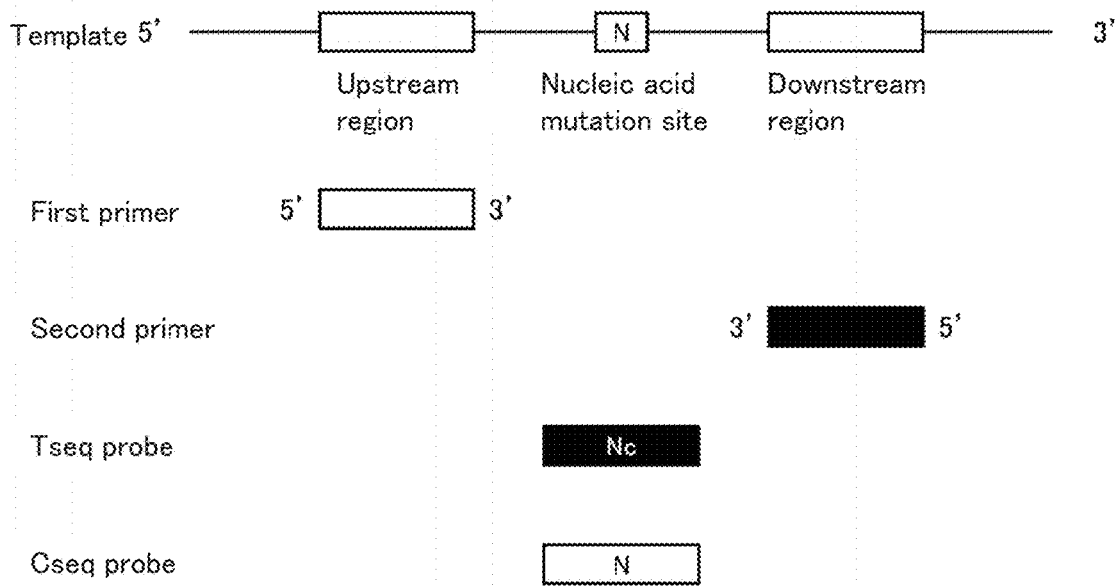 Template 5’ N 3’
Upstream Nucleic acid Downstream
region mutation site region
First primer 5’ 3’
Second primer 3’ 5’
Tseq probe Nc
Cseq probe N